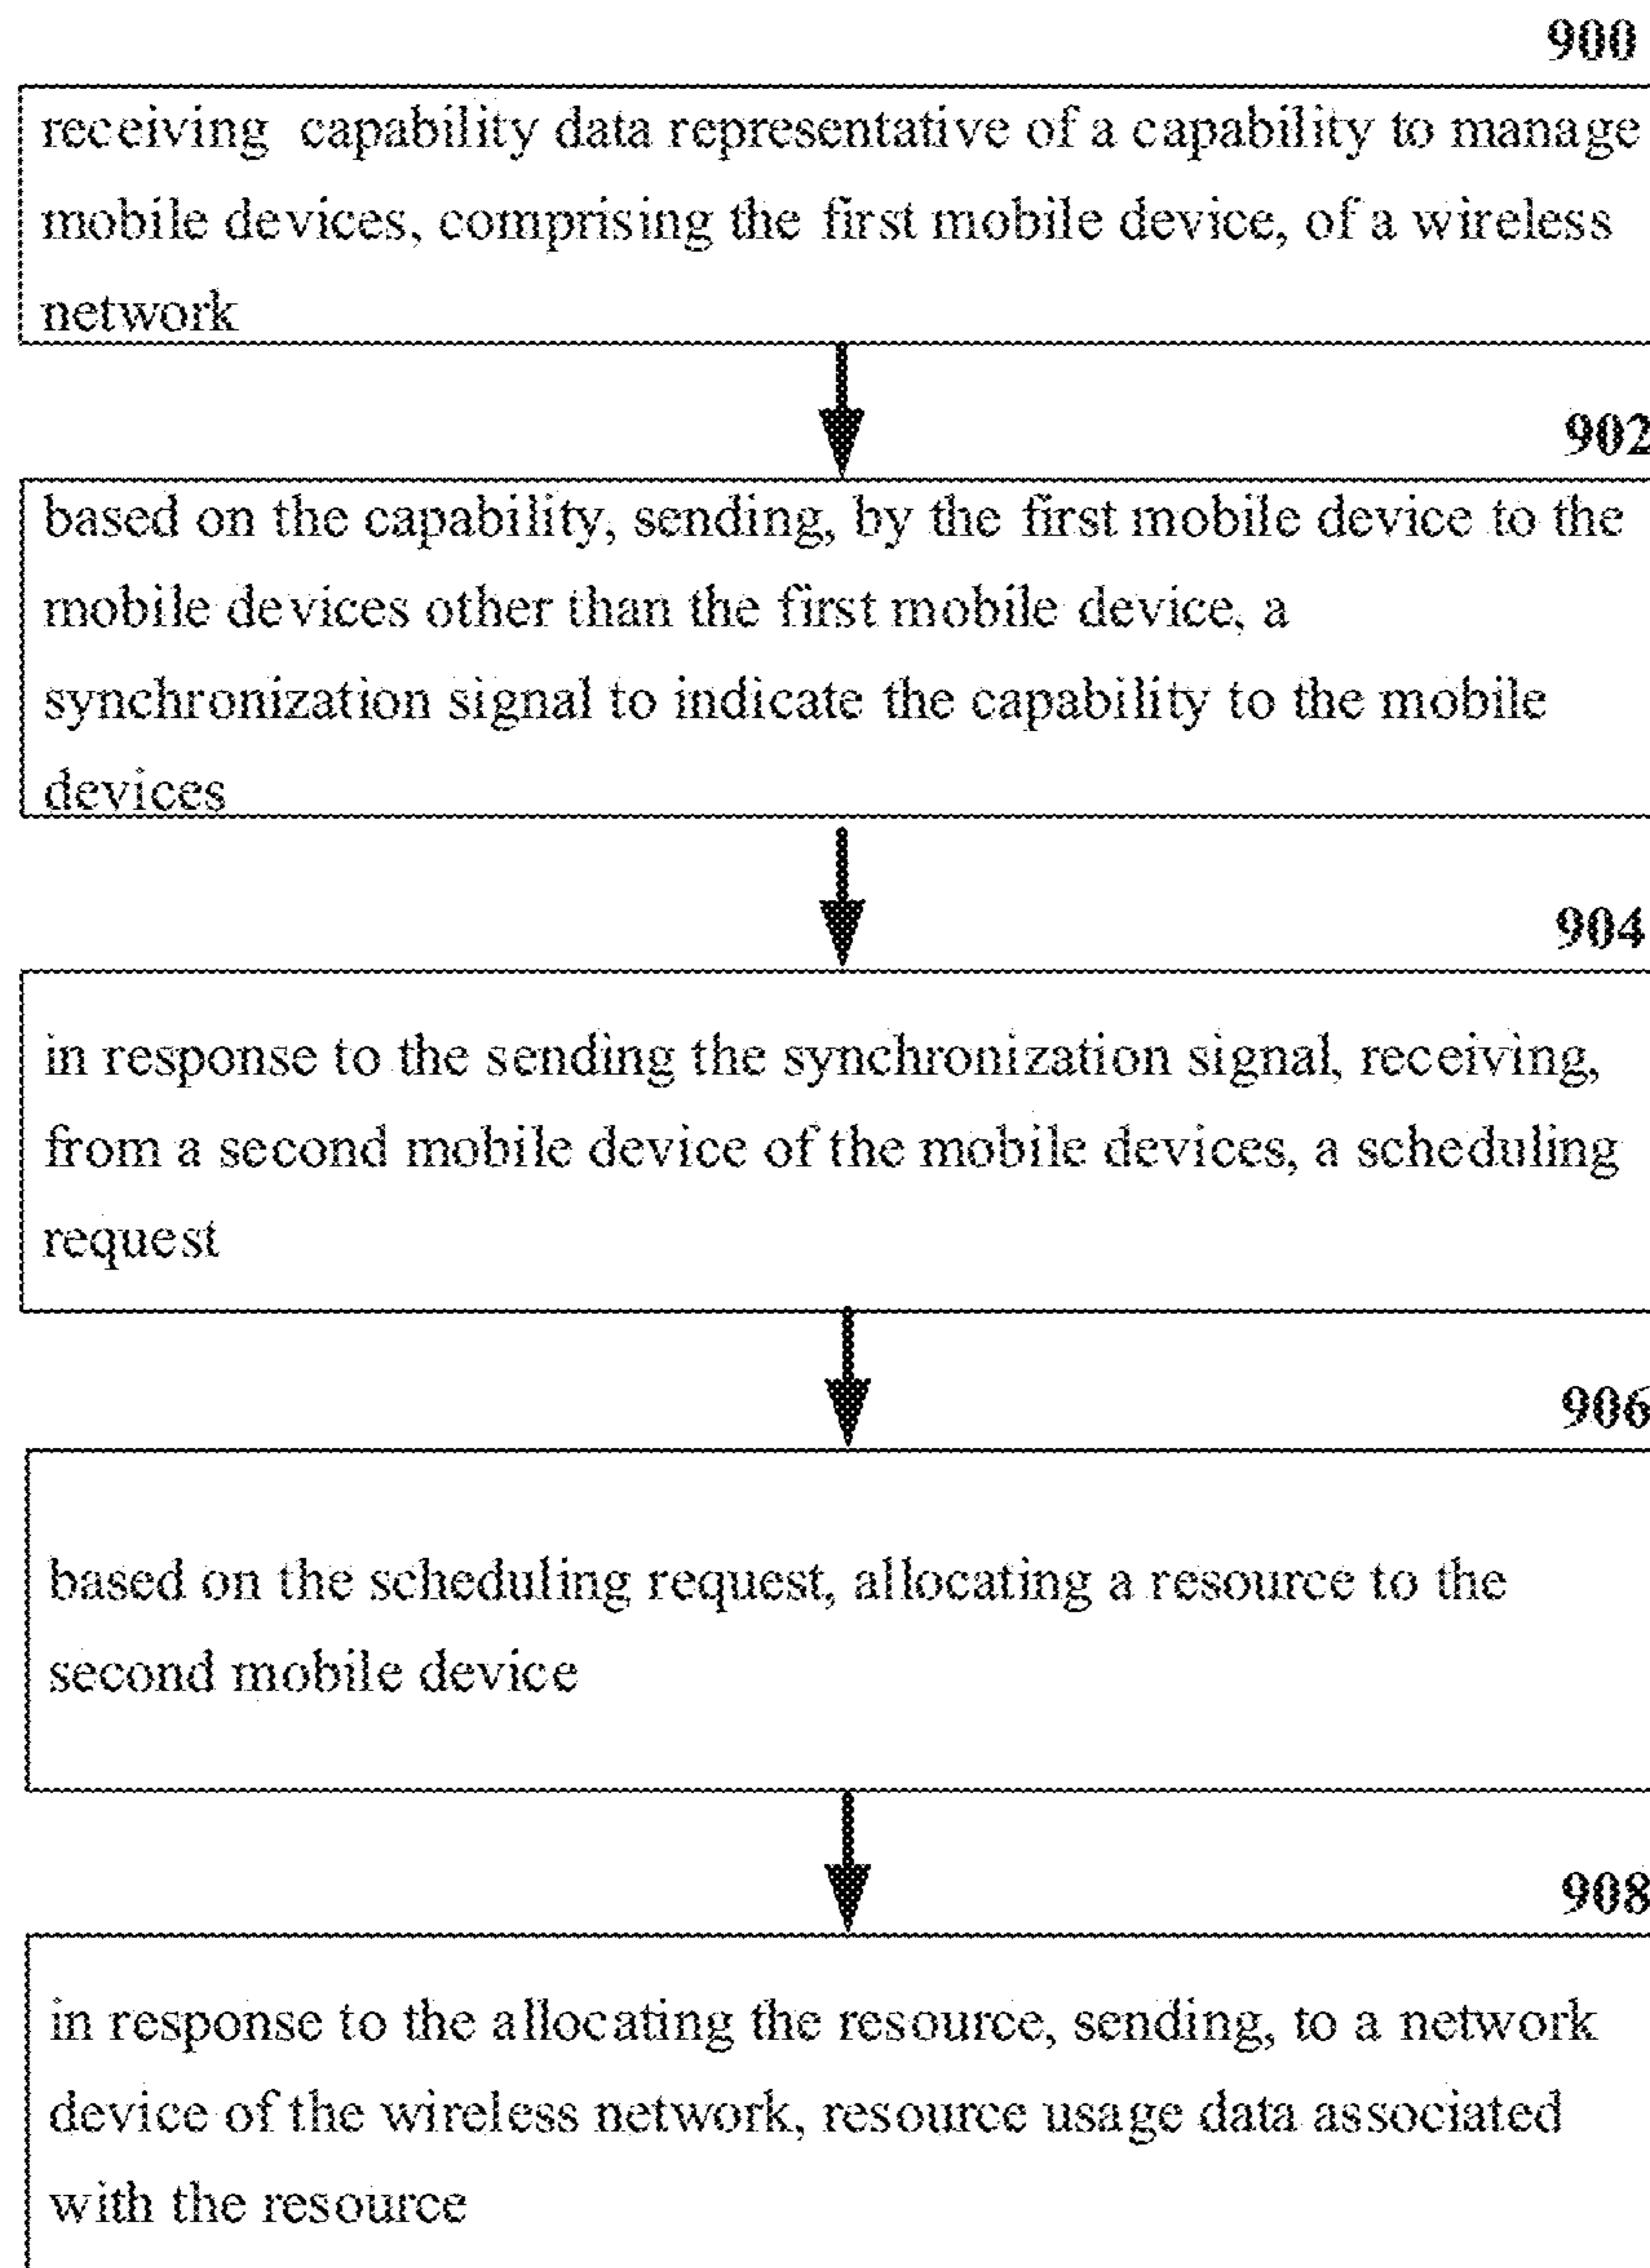 900
receiving capability data representative of a capability to manage
mobile devices, comprising the first mobile device, of a wireless
network
902
based on the capability, sending, by the first mobile device to the
mobile devices other than the first mobile device, a
synchronization signal to indicate the capability to the mobile
devices
904
in response to the sending the synchronization signal, receiving,
from a second mobile device of the mobile devices, a scheduling
request
906
based on the scheduling request, allocating a resource to the
second mobile device
908
in response to the allocating the resource, sending, to a network
device of the wireless network, resource usage data associated
with the resource